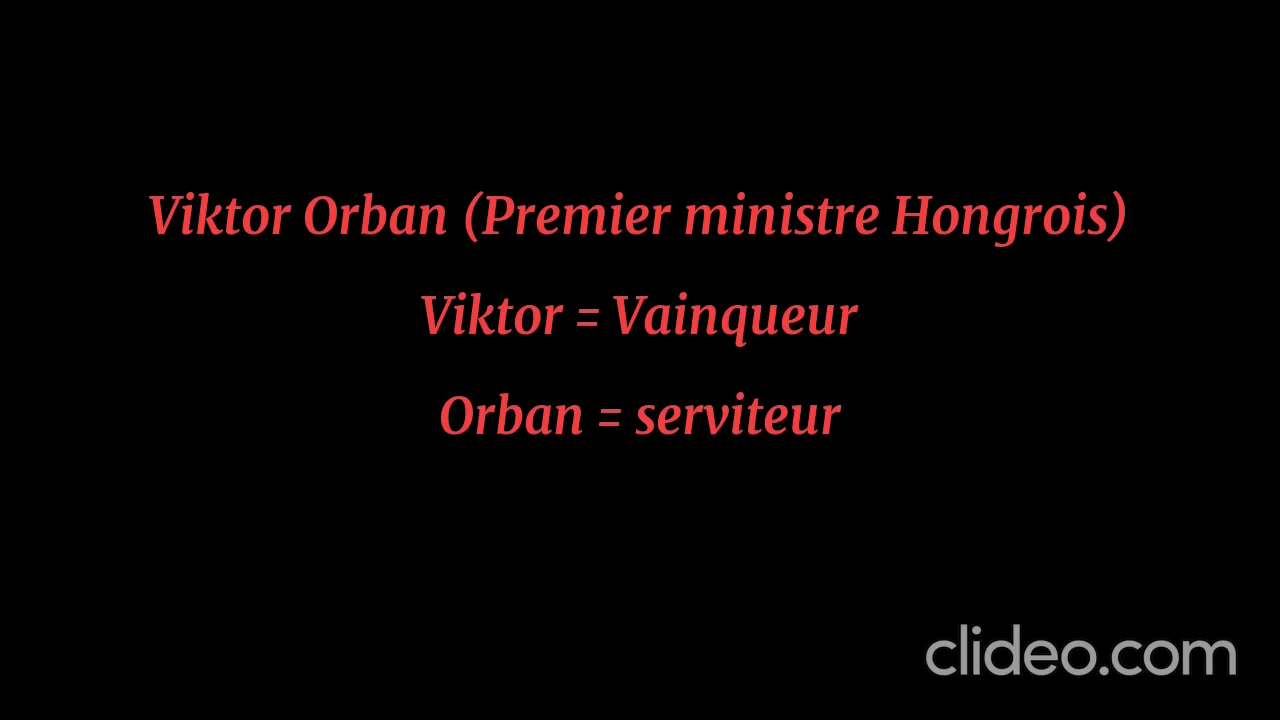 Viktor Orban (Premier ministre Hongrois)
Viktor = Vainqueur
Orban = serviteur
clideo.com